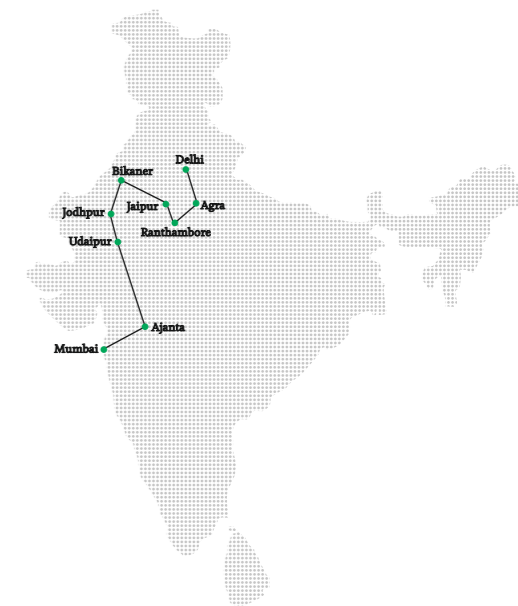 Delhi
Bikaner
Jaipur
Agra
Jodhpur
Ranthambore
Udaipur
Ajanta
Mumbai